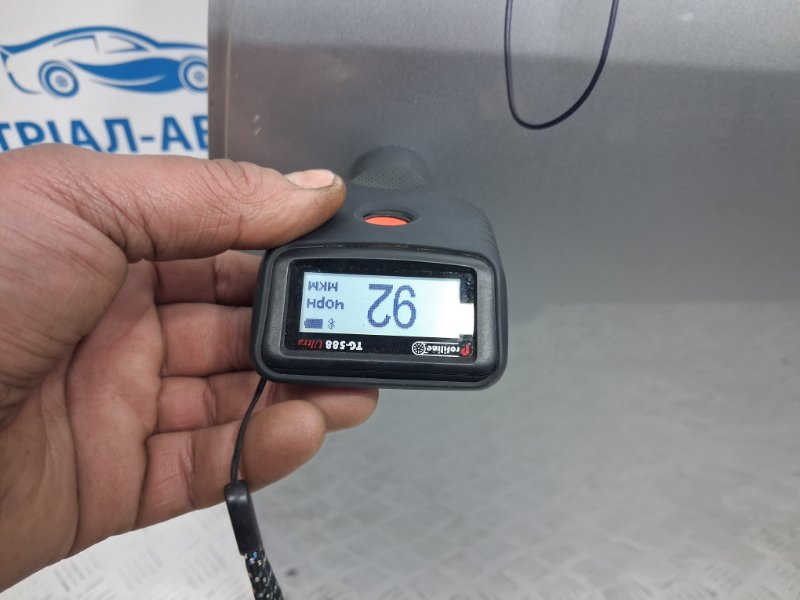 ТРІАЛ-АВ
Profiline TG-588 Ultra
92
ЧОРН
МКМ